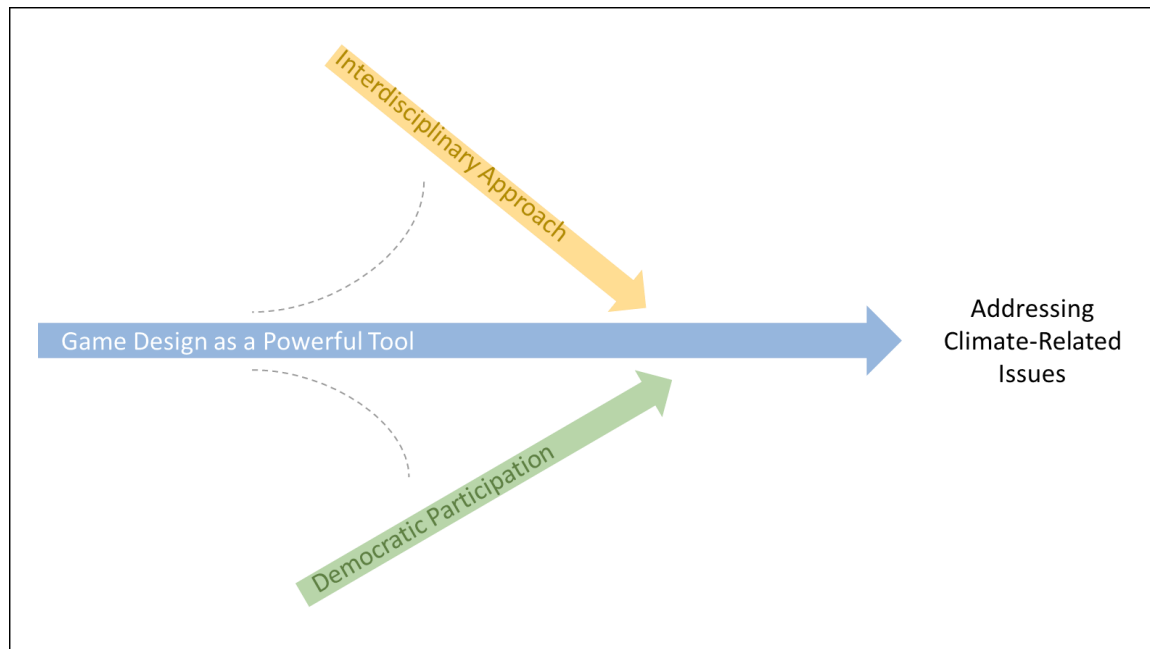 Interdisciplinary Approach
Game Design as a Powerful Tool
Addressing
Climate-Related
Issues
Democratic Participation